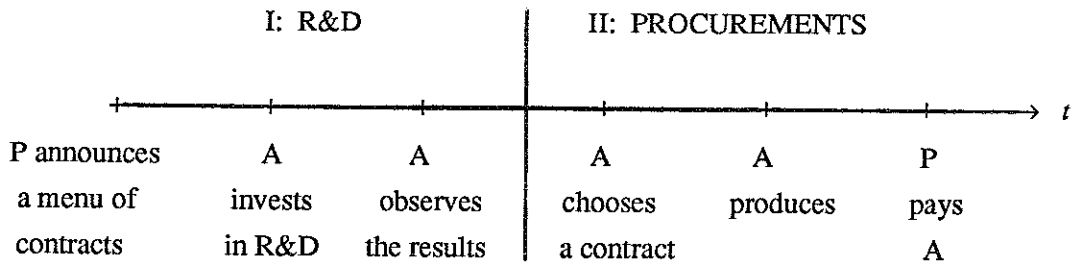 I: R&D II: PROCUREMENTS
t
P announces A A A A P
a menu of invests observes chooses produces pays
contracts in R&D the results a contract A